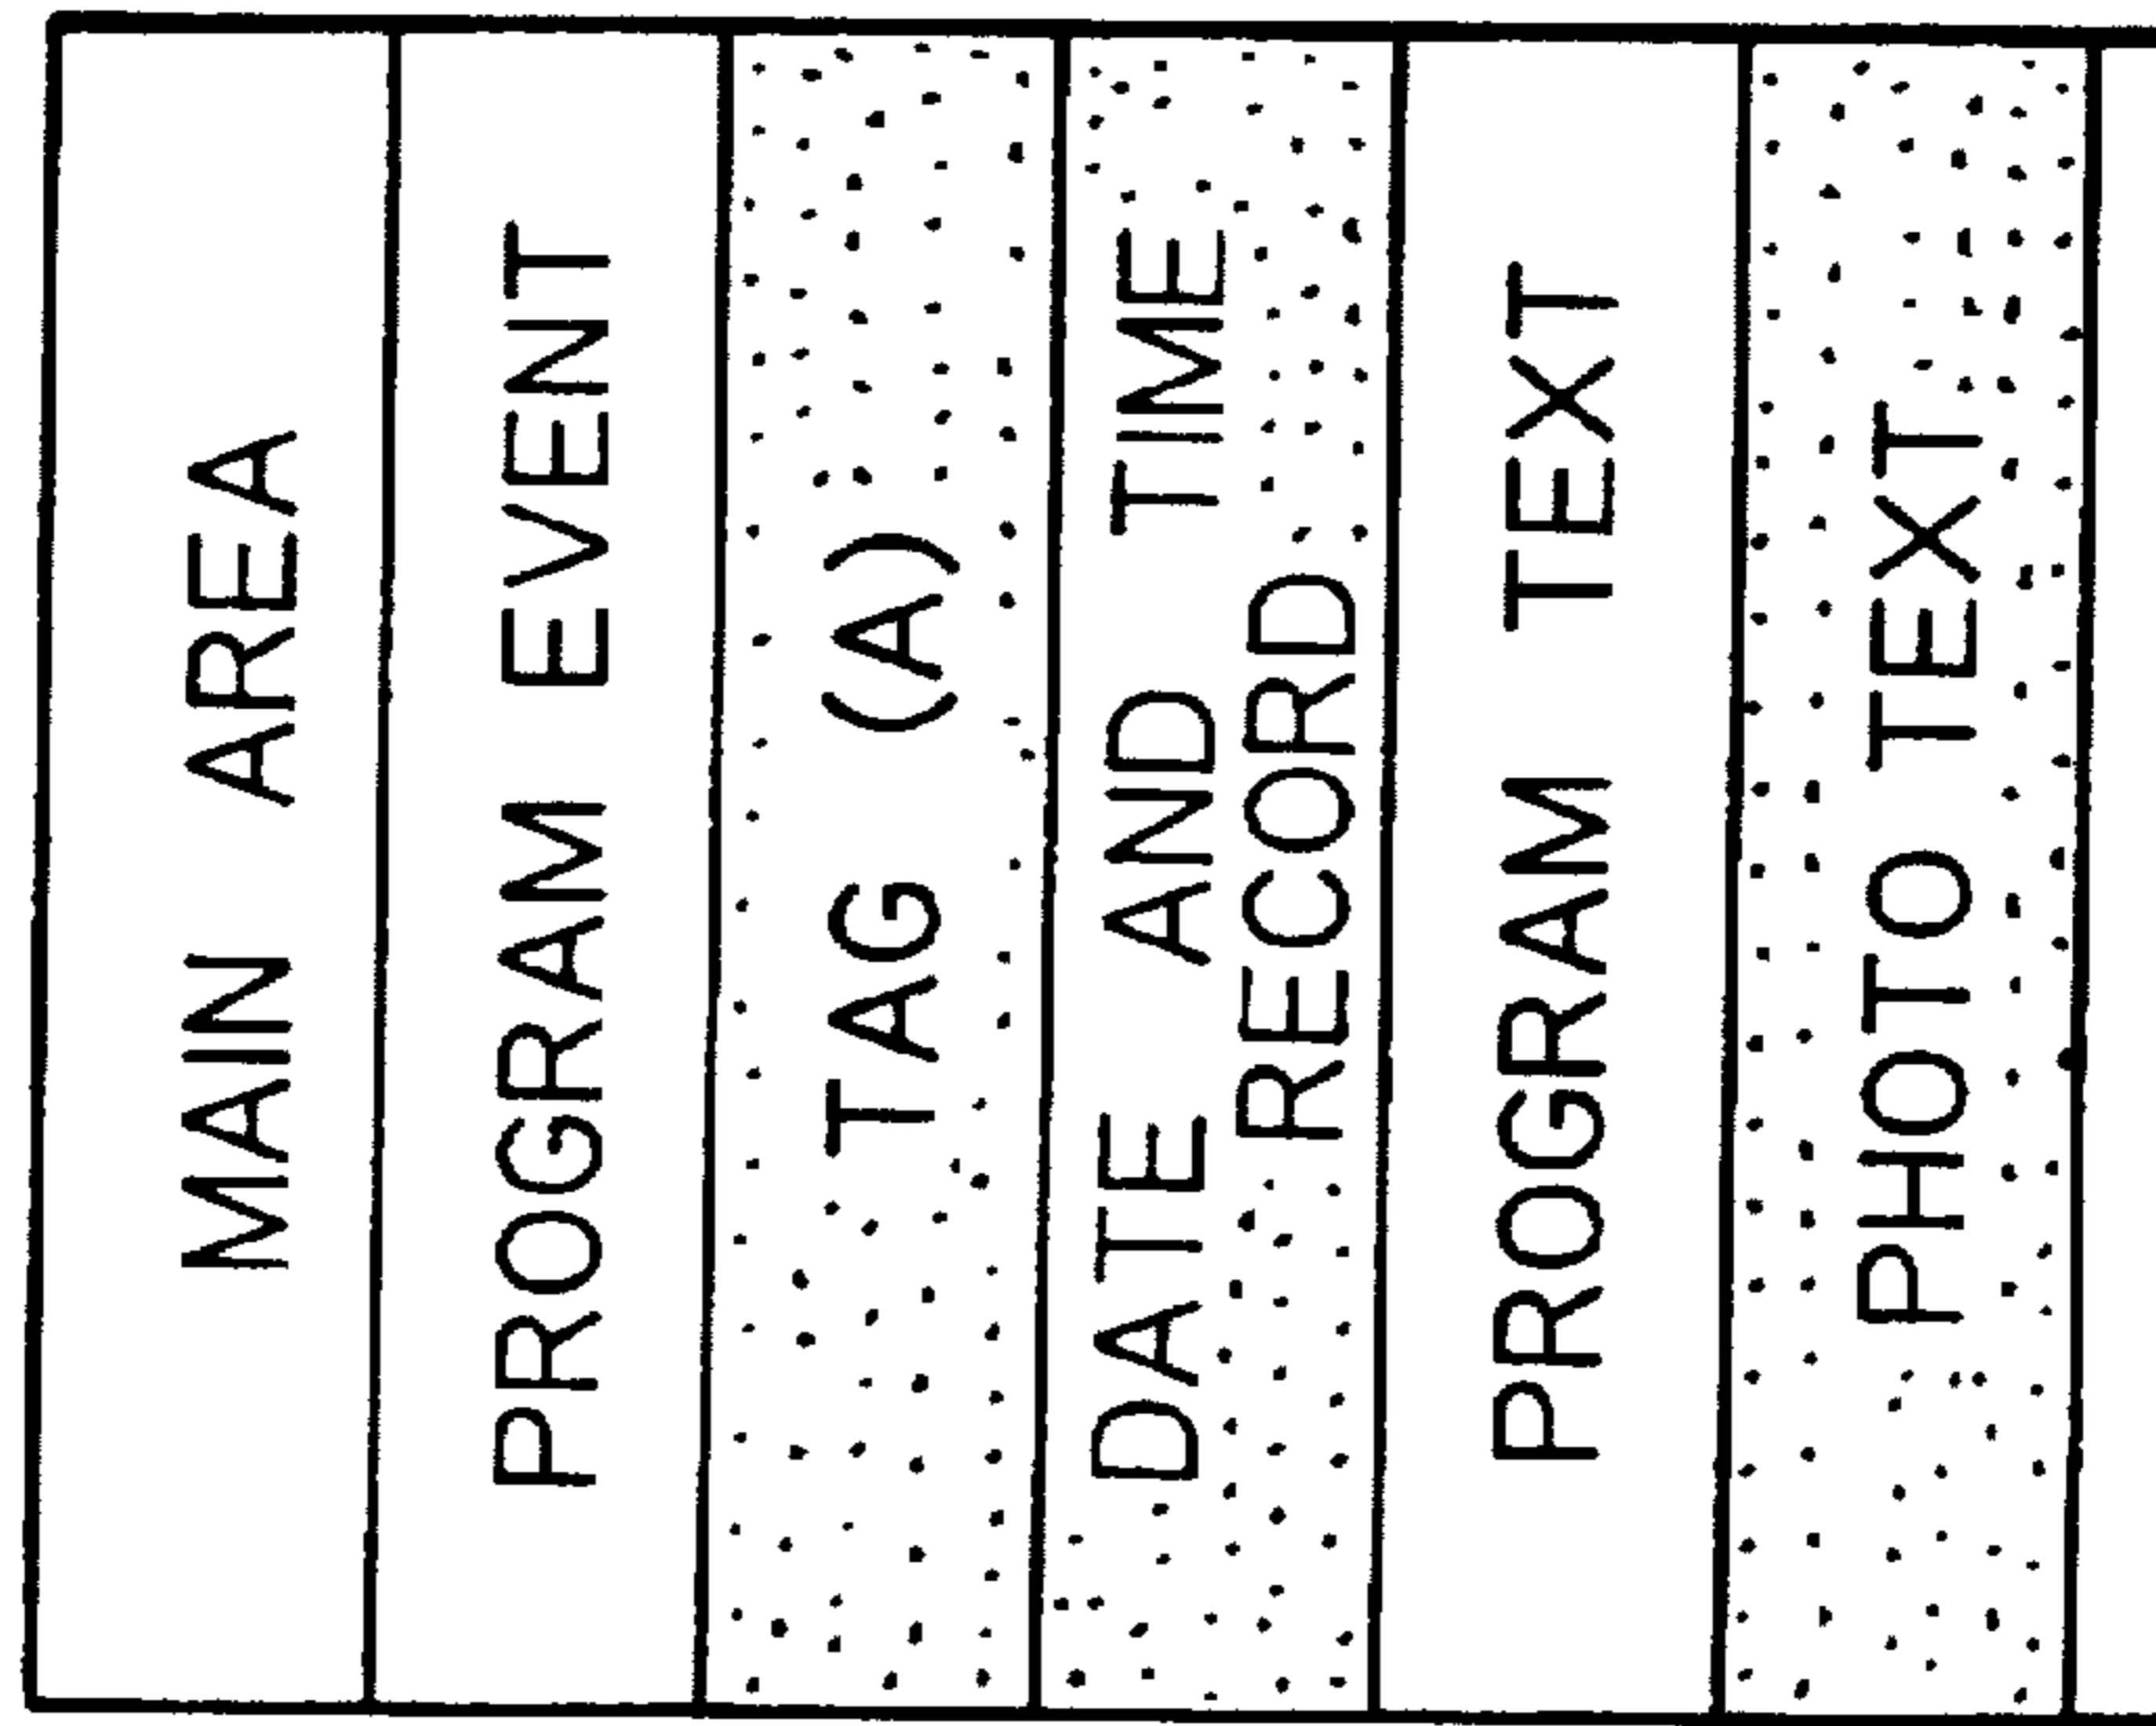 MAIN AREA
PROGRAM EVENT
TAG (A)
DATE AND TIME
RECORD
PROGRAM TEXT
PHOTO TEXT